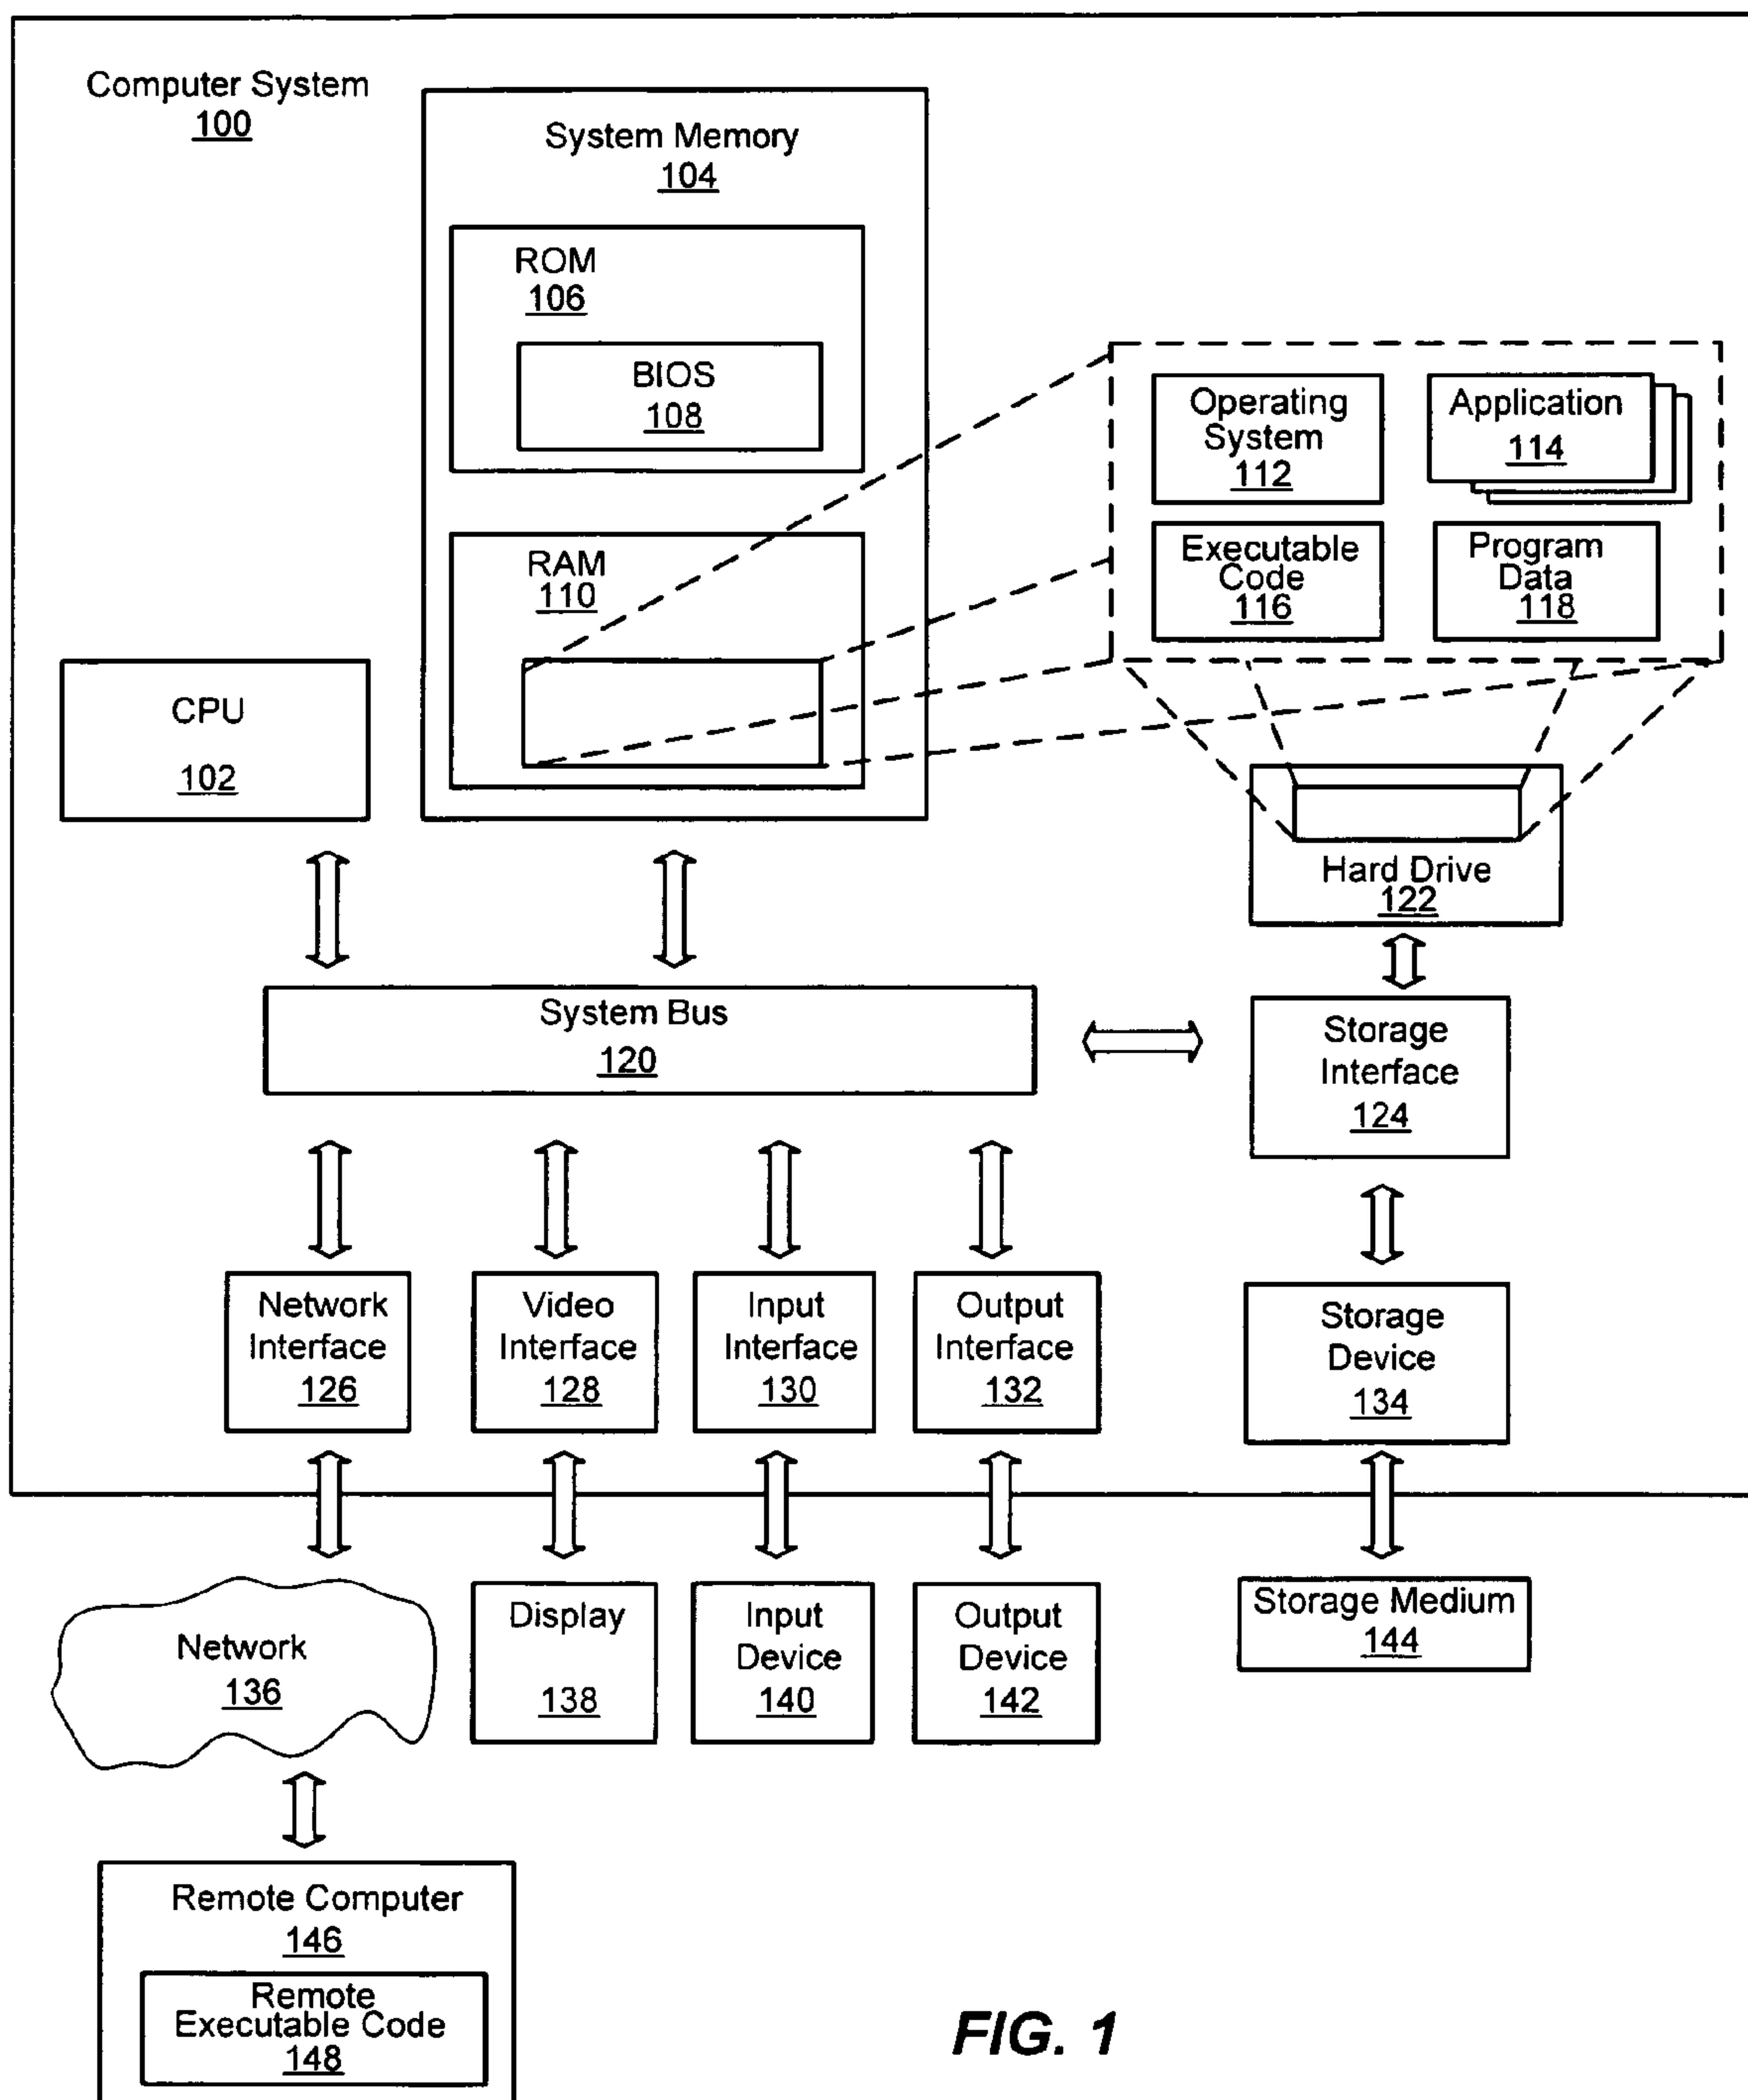 Computer System
100
System Memory
104
ROM
106
BIOS
108
RAM
110
Operating
System
112
Application
114
Executable
Code
116
Program
Data
118
CPU
102
Hard Drive
122
System Bus
120
Storage
Interface
124
Network
Interface
126
Video
Interface
128
Input
Interface
130
Output
Interface
132
Storage
Device
134
Network
136
Display
138
Input
Device
140
Output
Device
142
Storage Medium
144
Remote Computer
146
Remote
Executable Code
148
FIG. 1